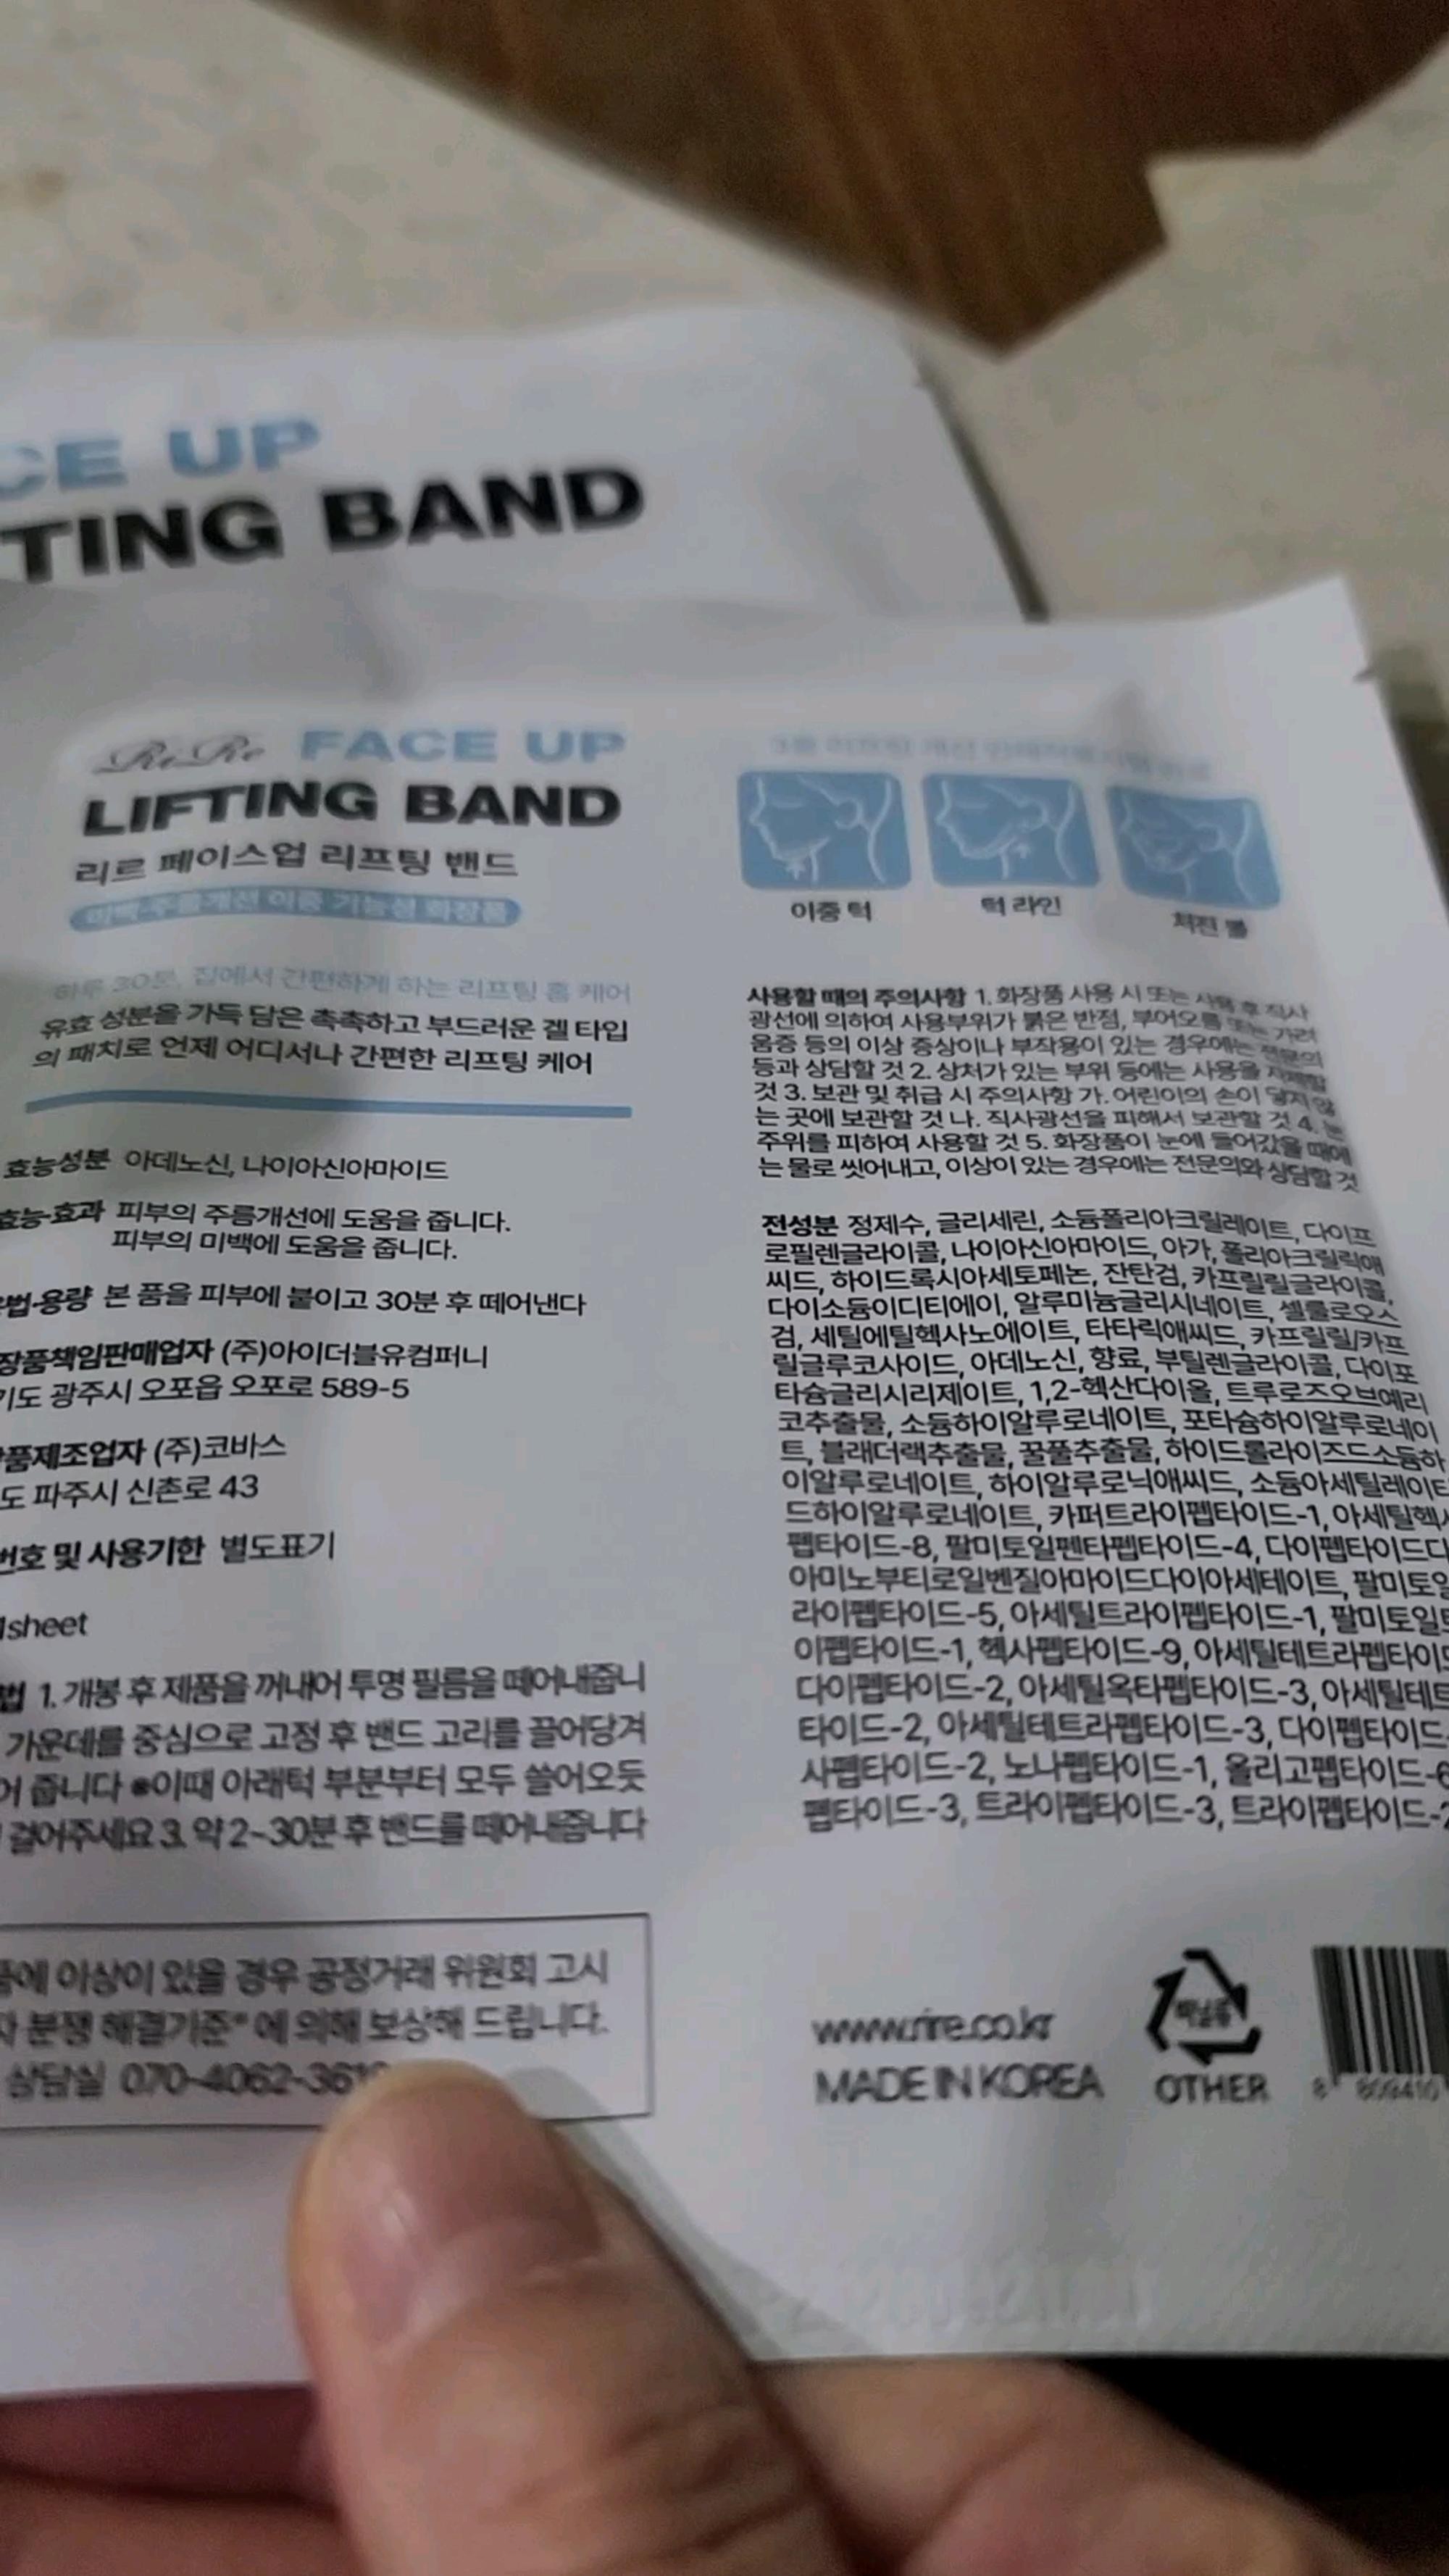 CE UP
TING BAND
RiRe FACE UP
LIFTING BAND
리르 페이스업 리프팅 밴드
미백·주름개선 이중 기능성 화장품
하루 30분, 집에서 간편하게 하는 리프팅 홈 케어
유효 성분을 가득 담은 촉촉하고 부드러운 겔 타입
의 패치로 언제 어디서나 간편한 리프팅 케어
효능성분 아데노신, 나이아신아마이드
효능·효과 피부의 주름개선에 도움을 줍니다.
피부의 미백에 도움을 줍니다.
법·용량 본 품을 피부에 붙이고 30분 후 떼어낸다
장품책임판매업자 (주)아이더블유컴퍼니
기도 광주시 오포읍 오포로 589-5
품제조업자 (주)코바스
도 파주시 신촌로 43
번호 및 사용기한 별도표기
1sheet
법 1. 개봉 후 제품을 꺼내어 투명 필름을 떼어내줍니
가운데를 중심으로 고정 후 밴드 고리를 끌어당겨
어 줍니다 ※이때 아래턱 부분부터 모두 쓸어오듯
걸어주세요 3. 약 2~30분 후 밴드를 떼어내줍니다
품에 이상이 있을 경우 공정거래 위원회 고시
자 분쟁 해결기준" 에 의해 보상해 드립니다.
상담실 070-4062-361
이중 턱
턱 라인
처진 볼
사용할 때의 주의사항 1. 화장품 사용 시 또는 사용 후 직사
광선에 의하여 사용부위가 붉은 반점, 부어오름 또는 가려
움증 등의 이상 증상이나 부작용이 있는 경우에는 전문의
등과 상담할 것 2. 상처가 있는 부위 등에는 사용을 자제할
것 3. 보관 및 취급 시 주의사항 가. 어린이의 손이 닿지 않
는 곳에 보관할 것 나. 직사광선을 피해서 보관할 것 4. 눈
주위를 피하여 사용할 것 5. 화장품이 눈에 들어갔을 때에
는 물로 씻어내고, 이상이 있는 경우에는 전문의와 상담할 것
전성분 정제수, 글리세린, 소듐폴리아크릴레이트, 다이프
로필렌글라이콜, 나이아신아마이드, 아가, 폴리아크릴릭애
씨드, 하이드록시아세토페논, 잔탄검, 카프릴릴글라이콜,
다이소듐이디티에이, 알루미늄글리시네이트, 셀룰로오스
검, 세틸에틸헥사노에이트, 타타릭애씨드, 카프릴릴/카프
릴글루코사이드, 아데노신, 향료, 부틸렌글라이콜, 다이포
타슘글리시리제이트, 1,2-헥산다이올, 트루로즈오브예리
코추출물, 소듐하이알루로네이트, 포타슘하이알루로네이
트, 블래더랙추출물, 꿀풀추출물, 하이드롤라이즈드소듐하
이알루로네이트, 하이알루로닉애씨드, 소듐아세틸레이티
드하이알루로네이트, 카퍼트라이펩타이드-1, 아세틸헥사
펩타이드-8, 팔미토일펜타펩타이드-4, 다이펩타이드다
아미노부티로일벤질아마이드다이아세테이트, 팔미토일
라이펩타이드-5, 아세틸트라이펩타이드-1, 팔미토일트
이펩타이드-1, 헥사펩타이드-9, 아세틸테트라펩타이드
다이펩타이드-2, 아세틸옥타펩타이드-3, 아세틸테트
타이드-2, 아세틸테트라펩타이드-3, 다이펩타이드-
사펩타이드-2, 노나펩타이드-1, 올리고펩타이드-6
펩타이드-3, 트라이펩타이드-3, 트라이펩타이드-2
www.rire.co.kr
MADE IN KOREA
OTHER
8 809410